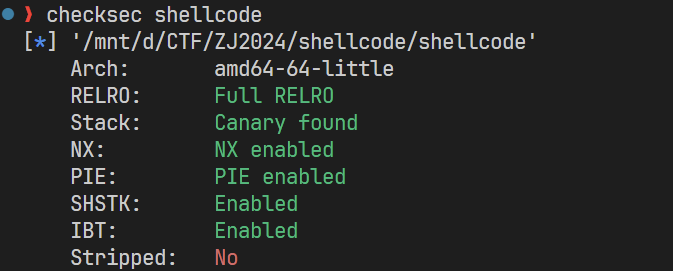 ❯ checksec shellcode
[*] '/mnt/d/CTF/ZJ2024/shellcode/shellcode'
Arch: amd64-64-little
RELRO: Full RELRO
Stack: Canary found
NX: NX enabled
PIE: PIE enabled
SHSTK: Enabled
IBT: Enabled
Stripped: No